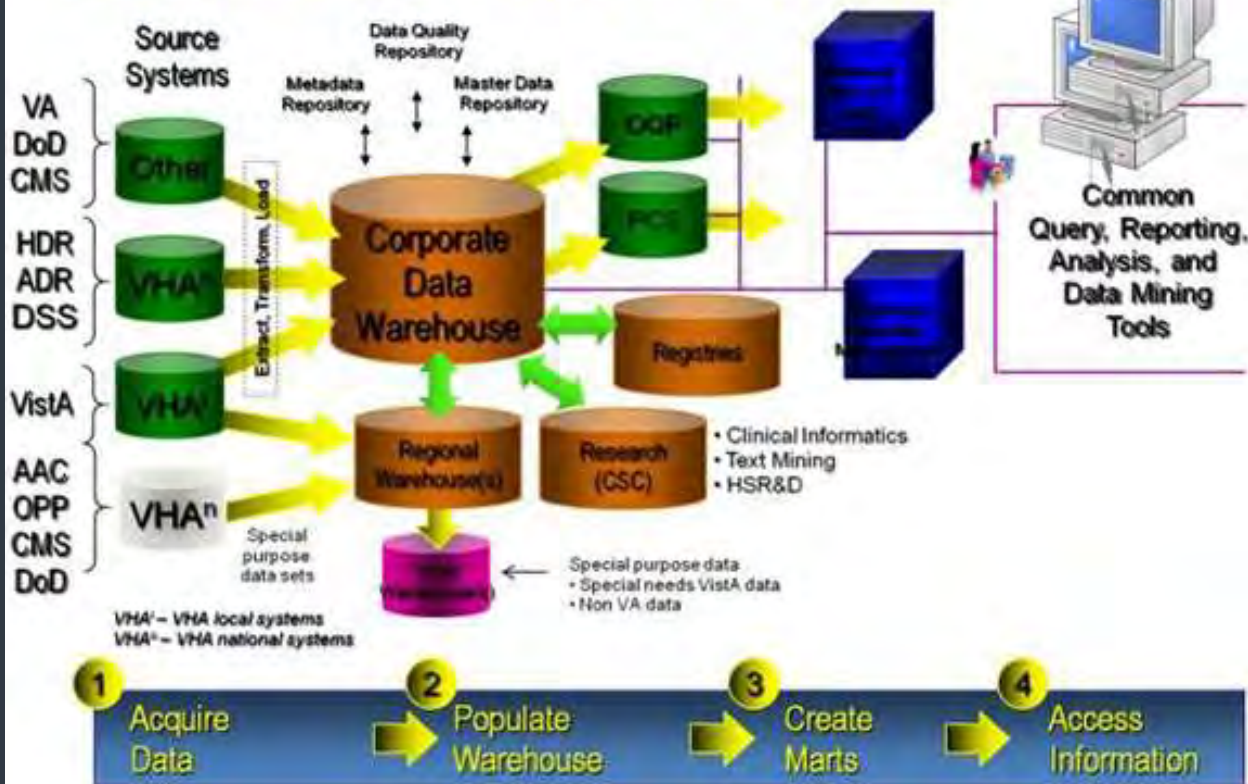 Source
Systems
Data Quality
Repository
Metadata
Repository
Master Data
Repository
VA
DoD
CMS
HDR
ADR
DSS
VistA
AAC
OPP
CMS
DoD
Other
VHAⁿ
VHAˡ
VHAⁿ
Extract, Transform, Load
Special
purpose
data sets
Corporate
Data
Warehouse
Regional
Warehouse(s)
Research
(CSC)
Registries
• Clinical Informatics
• Text Mining
• HSR&D
Special purpose data
• Special needs VistA data
• Non VA data
Common
Query, Reporting,
Analysis, and
Data Mining
Tools
VHAˡ – VHA local systems
VHAⁿ – VHA national systems
1
Acquire
Data
2
Populate
Warehouse
3
Create
Marts
4
Access
Information